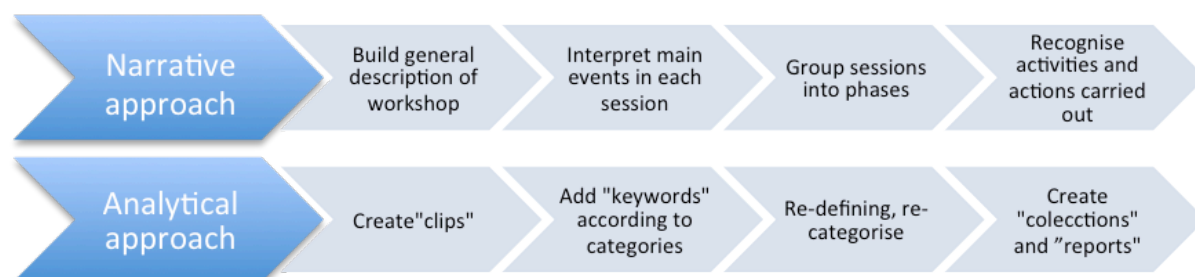 Narrative
approach
Build general
description of
workshop
Interpret main
events in each
session
Group sessions
into phases
Recognise
activities and
actions carried
out
Analytical
approach
Create"clips"
Add "keywords"
according to
categories
Re-defining, re-
categorise
Create
"colecctions"
and ”reports"